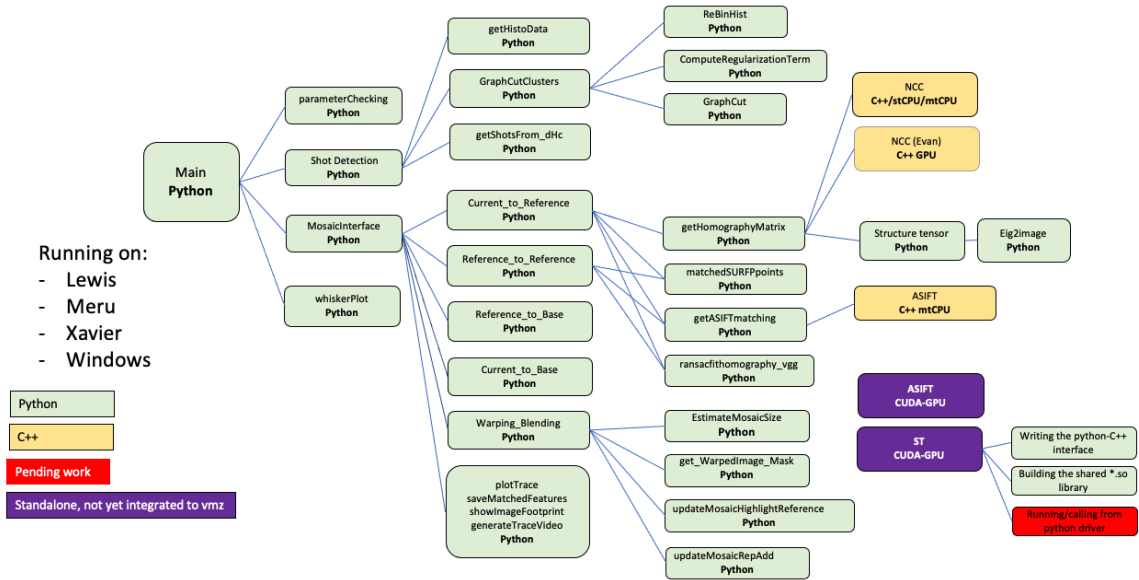 Main
Python
parameterChecking
Python
Shot Detection
Python
MosaicInterface
Python
whiskerPlot
Python
getHistoData
Python
GraphCutClusters
Python
getShotsFrom_dHc
Python
Current_to_Reference
Python
Reference_to_Reference
Python
Reference_to_Base
Python
Current_to_Base
Python
Warping_Blending
Python
plotTrace
saveMatchedFeatures
showImageFootprint
generateTraceVideo
Python
ReBinHist
Python
ComputeRegularizationTerm
Python
GraphCut
Python
getHomographyMatrix
Python
matchedSURFPpoints
Python
getASIFTmatching
Python
ransacfithomography_vgg
Python
EstimateMosaicSize
Python
get_WarpedImage_Mask
Python
updateMosaicHighlightReference
Python
updateMosaicRepAdd
Python
NCC
C++/stCPU/mtCPU
NCC (Evan)
C++ GPU
Structure tensor
Python
Eig2image
Python
ASIFT
C++ mtCPU
ASIFT
CUDA-GPU
ST
CUDA-GPU
Writing the python-C++
interface
Building the shared *.so
library
Running/calling from
python driver
Running on:
- Lewis
- Meru
- Xavier
- Windows
Python
C++
Pending work
Standalone, not yet integrated to vmz